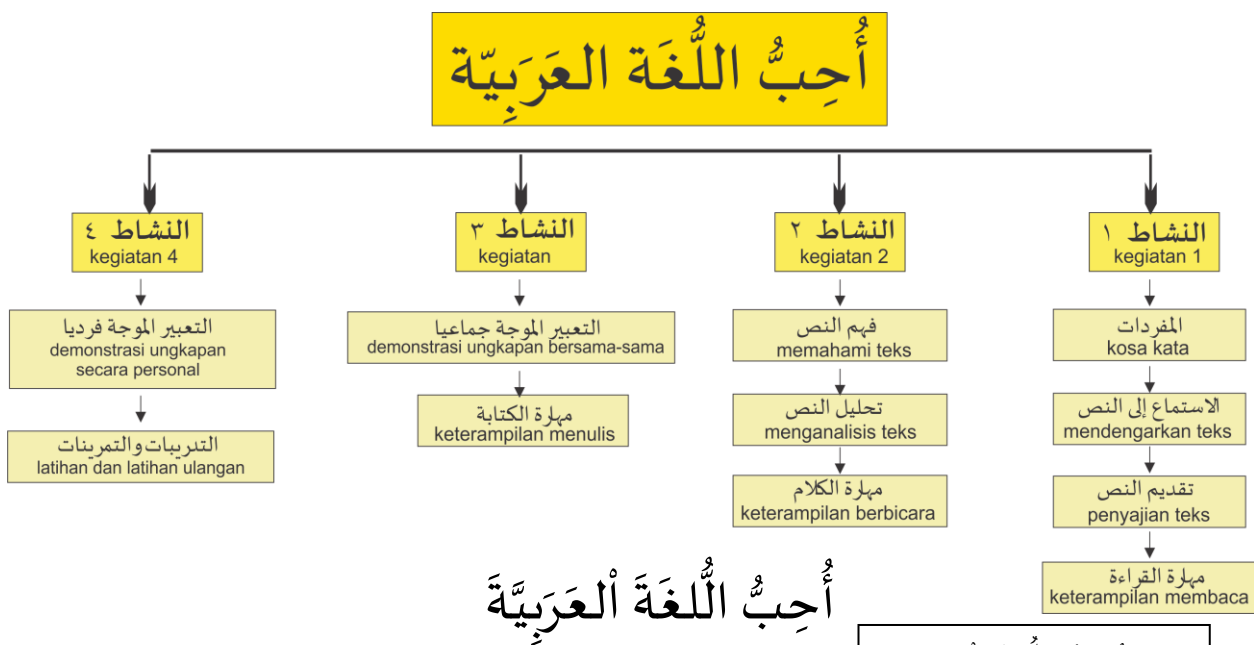 أُحِبُّ اللُّغَة العَرَبِيّة
النشاط ١
kegiatan 1
المفردات
kosa kata
الاستماع إلى النص
mendengarkan teks
تقديم النص
penyajian teks
مهارة القراءة
keterampilan membaca
النشاط ٢
kegiatan 2
فهم النص
memahami teks
تحليل النص
menganalisis teks
مهارة الكلام
keterampilan berbicara
النشاط ٣
kegiatan
التعبير الموجة جماعيا
demonstrasi ungkapan bersama-sama
مهارة الكتابة
keterampilan menulis
النشاط ٤
kegiatan 4
التعبير الموجة فرديا
demonstrasi ungkapan
secara personal
التدريبات والتمرينات
latihan dan latihan ulangan
أُحِبُّ الُّلغَةَ الْعَرَبِيَّةَ